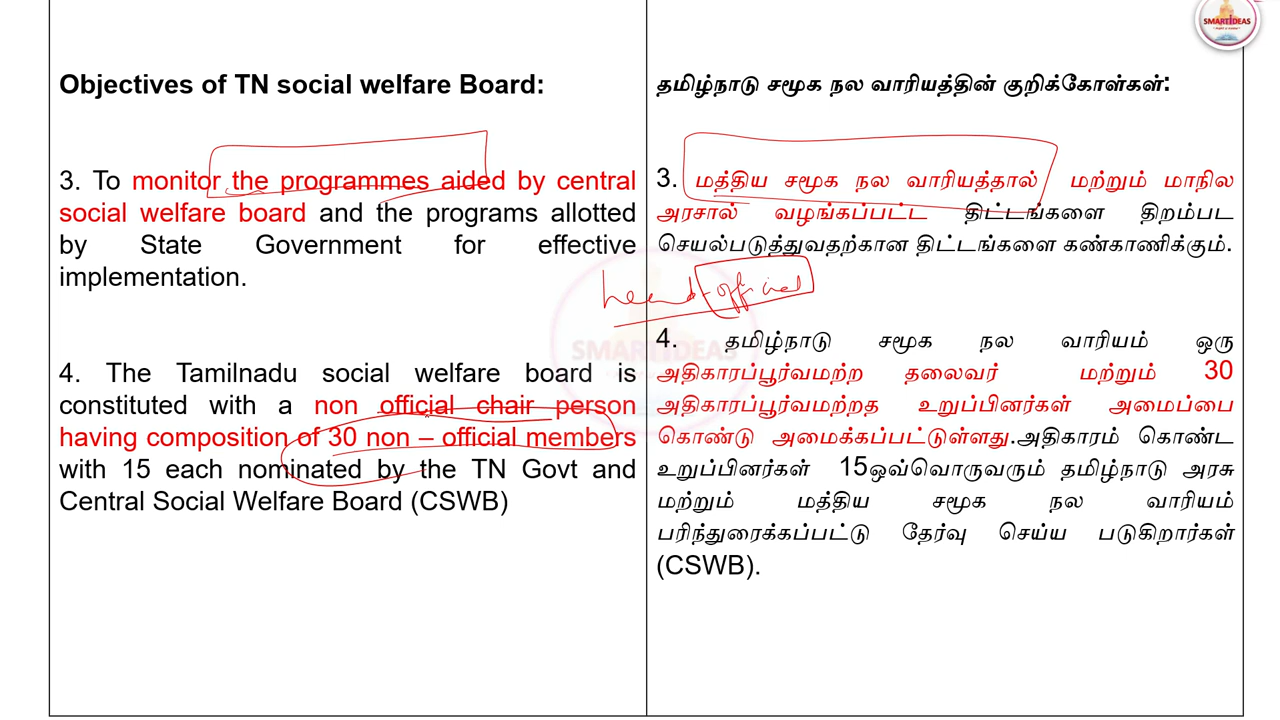 SMARTIDEAS
Objectives of TN social welfare Board:
3. To monitor the programmes aided by central
social welfare board and the programs allotted
by State Government for effective
implementation.
4. The Tamilnadu social welfare board is
constituted with a non official chair person
having composition of 30 non – official members
with 15 each nominated by the TN Govt and
Central Social Welfare Board (CSWB)
தமிழ்நாடு சமூக நல வாரியத்தின் குறிக்கோள்கள்:
3. மத்திய சமூக நல வாரியத்தால் மற்றும் மாநில
அரசால் வழங்கப்பட்ட திட்டங்களை திறம்பட
செயல்படுத்துவதற்கான திட்டங்களை கண்காணிக்கும்.
official
4. தமிழ்நாடு சமூக நல வாரியம் ஒரு
அதிகாரப்பூர்வமற்ற தலைவர் மற்றும் 30
அதிகாரப்பூர்வமற்றத உறுப்பினர்கள் அமைப்பை
கொண்டு அமைக்கப்பட்டுள்ளது.அதிகாரம் கொண்ட
உறுப்பினர்கள் 15ஒவ்வொருவரும் தமிழ்நாடு அரசு
மற்றும் மத்திய சமூக நல வாரியம்
பரிந்துரைக்கப்பட்டு தேர்வு செய்ய படுகிறார்கள்
(CSWB).
SMART IDEAS